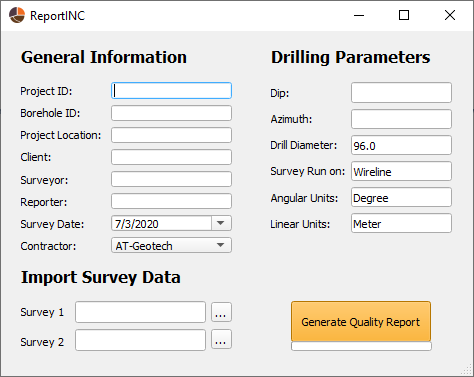 ReportINC
General Information
Project ID:
Borehole ID:
Project Location:
Client:
Surveyor:
Reporter:
Survey Date: 7/3/2020
Contractor: AT-Geotech
Drilling Parameters
Dip:
Azimuth:
Drill Diameter: 96.0
Survey Run on: Wireline
Angular Units: Degree
Linear Units: Meter
Import Survey Data
Survey 1 ...
Survey 2 ...
Generate Quality Report